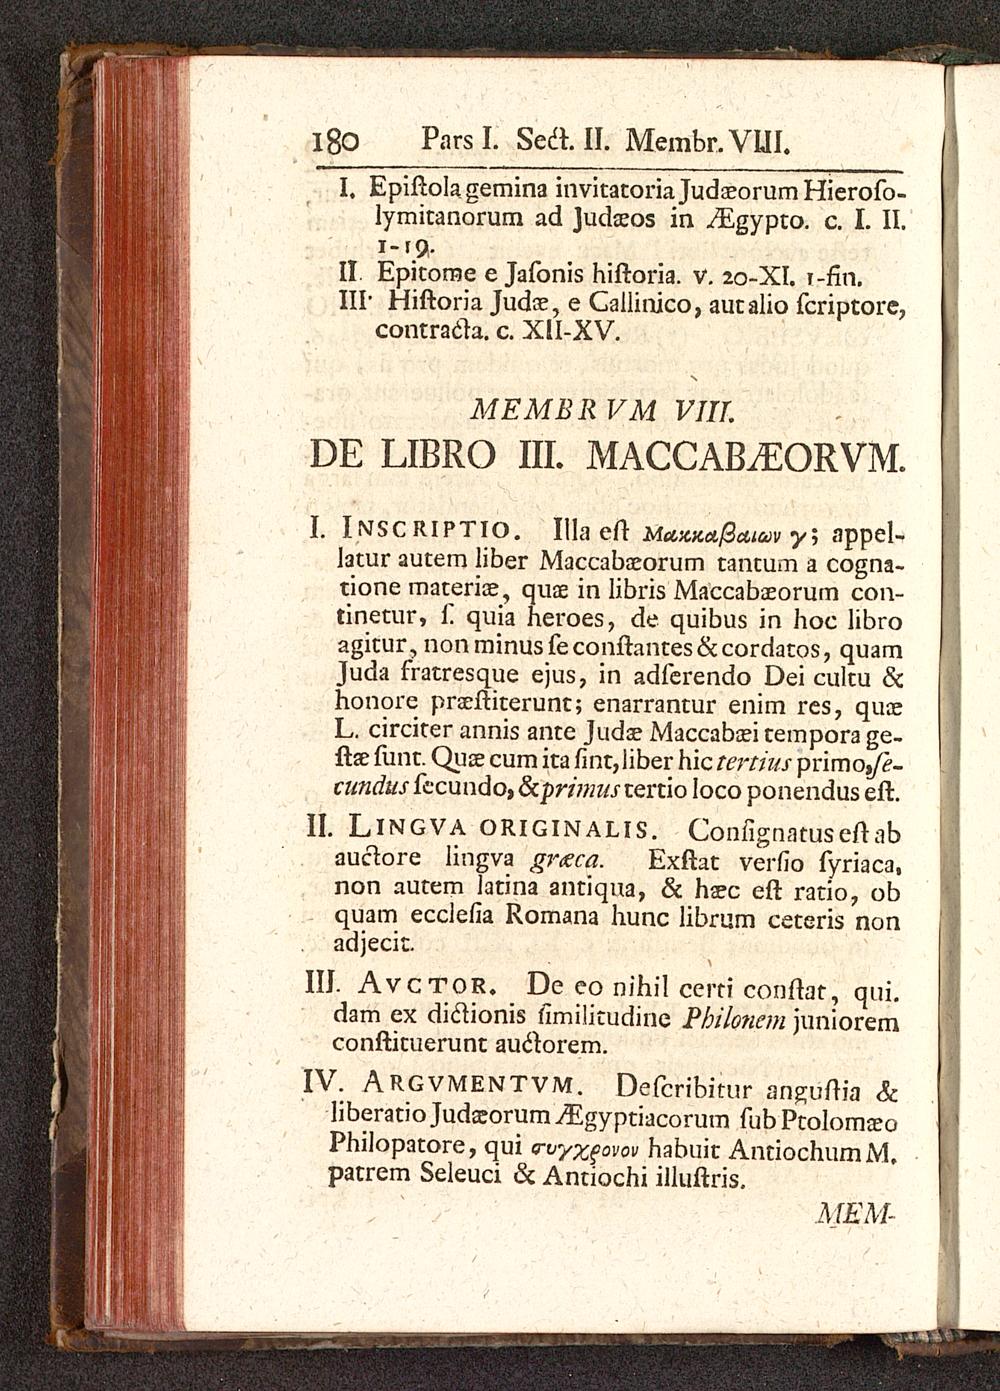 180 Pars I. Sect. II. Membr. VIII.
I. Epiſtola gemina invitatoria Judæorum Hieroſo-
lymitanorum ad Judæos in Ægypto. c. I. II.
1-19.
II. Epitome e Jaſonis hiſtoria. v. 20-XI. 1-fin.
III. Hiſtoria Judæ, e Callinico, aut alio ſcriptore,
contracta. c. XII-XV.
MEMBRVM VIII.
DE LIBRO III. MACCABÆORVM.
I. INSCRIPTIO. Illa eſt Μακκαβαιων γ; appel-
latur autem liber Maccabæorum tantum a cogna-
tione materiæ, quæ in libris Maccabæorum con-
tinetur, ſ. quia heroes, de quibus in hoc libro
agitur, non minus ſe conſtantes & cordatos, quam
Juda fratresque ejus, in adſerendo Dei cultu &
honore præſtiterunt; enarrantur enim res, quæ
L. circiter annis ante Judæ Maccabæi tempora ge-
ſtæ ſunt. Quæ cum ita ſint, liber hic tertius primo, ſe-
cundus ſecundo, & primus tertio loco ponendus eſt.
II. LINGVA ORIGINALIS. Conſignatus eſt ab
auctore lingva græca. Exſtat verſio ſyriaca,
non autem latina antiqua, & hæc eſt ratio, ob
quam eccleſia Romana hunc librum ceteris non
adjecit.
III. AVCTOR. De eo nihil certi conſtat, qui.
dam ex dictionis ſimilitudine Philonem juniorem
conſtituerunt auctorem.
IV. ARGVMENTVM. Deſcribitur anguſtia &
liberatio Judæorum Ægyptiacorum ſub Ptolomæo
Philopatore, qui συγχρονον habuit Antiochum M.
patrem Seleuci & Antiochi illuſtris.
MEM-